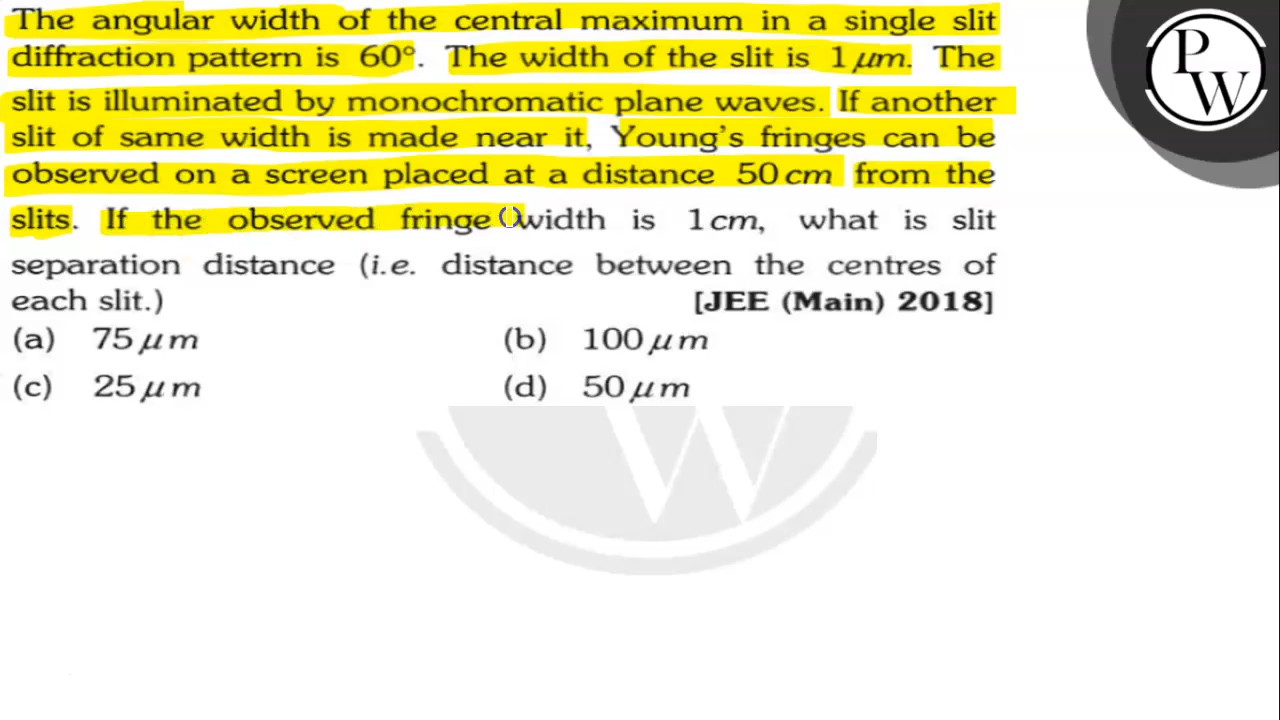 The angular width of the central maximum in a single slit
diffraction pattern is 60°. The width of the slit is 1 μm. The
slit is illuminated by monochromatic plane waves. If another
slit of same width is made near it, Young's fringes can be
observed on a screen placed at a distance 50 cm from the
slits. If the observed fringe width is 1 cm, what is slit
separation distance (i.e. distance between the centres of
each slit.) [JEE (Main) 2018]
(a) 75 μm (b) 100 μm
(c) 25 μm (d) 50 μm
P
W
W